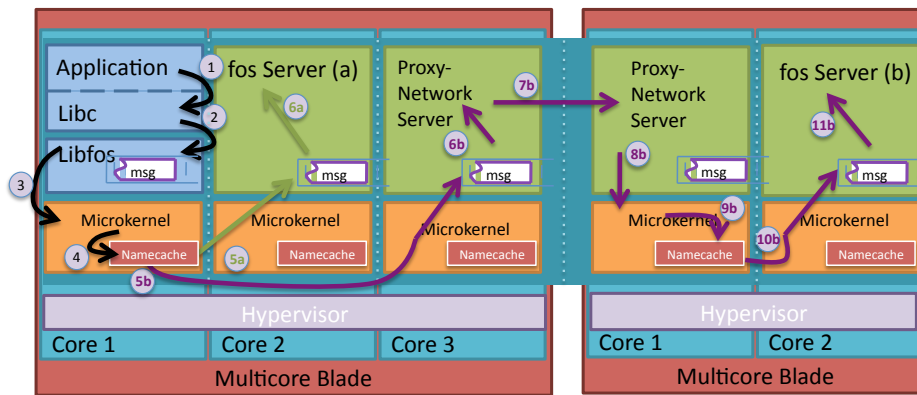 Application
1
Libc
2
Libfos
msg
3
Microkernel
4
Namecache
5b
Core 1
fos Server (a)
6a
msg
Microkernel
5a
Namecache
Core 2
Proxy-
Network
Server
6b
msg
Microkernel
Namecache
Core 3
Hypervisor
Multicore Blade
7b
Proxy-
Network
Server
8b
msg
Microkernel
9b
Namecache
Core 1
fos Server (b)
11b
msg
Microkernel
10b
Namecache
Core 2
Hypervisor
Multicore Blade